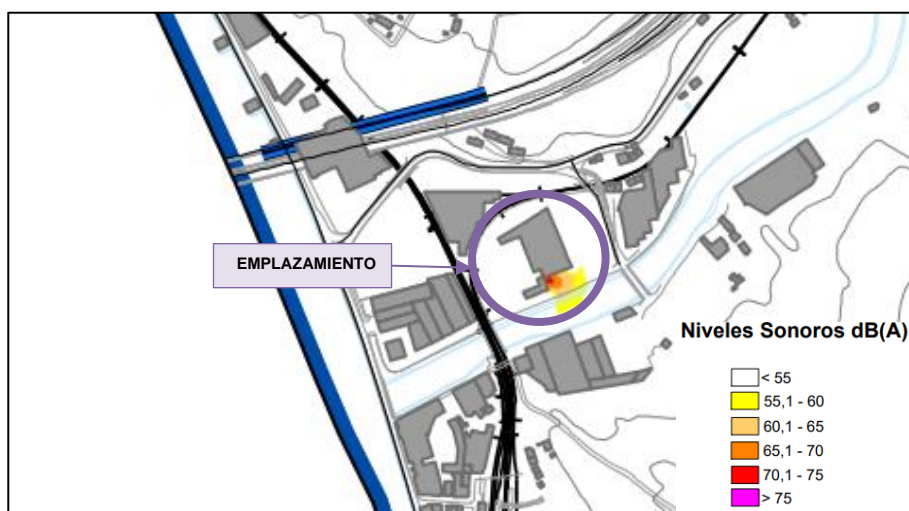 EMPLAZAMIENTO
Niveles Sonoros dB(A)
< 55
55,1 - 60
60,1 - 65
65,1 - 70
70,1 - 75
> 75